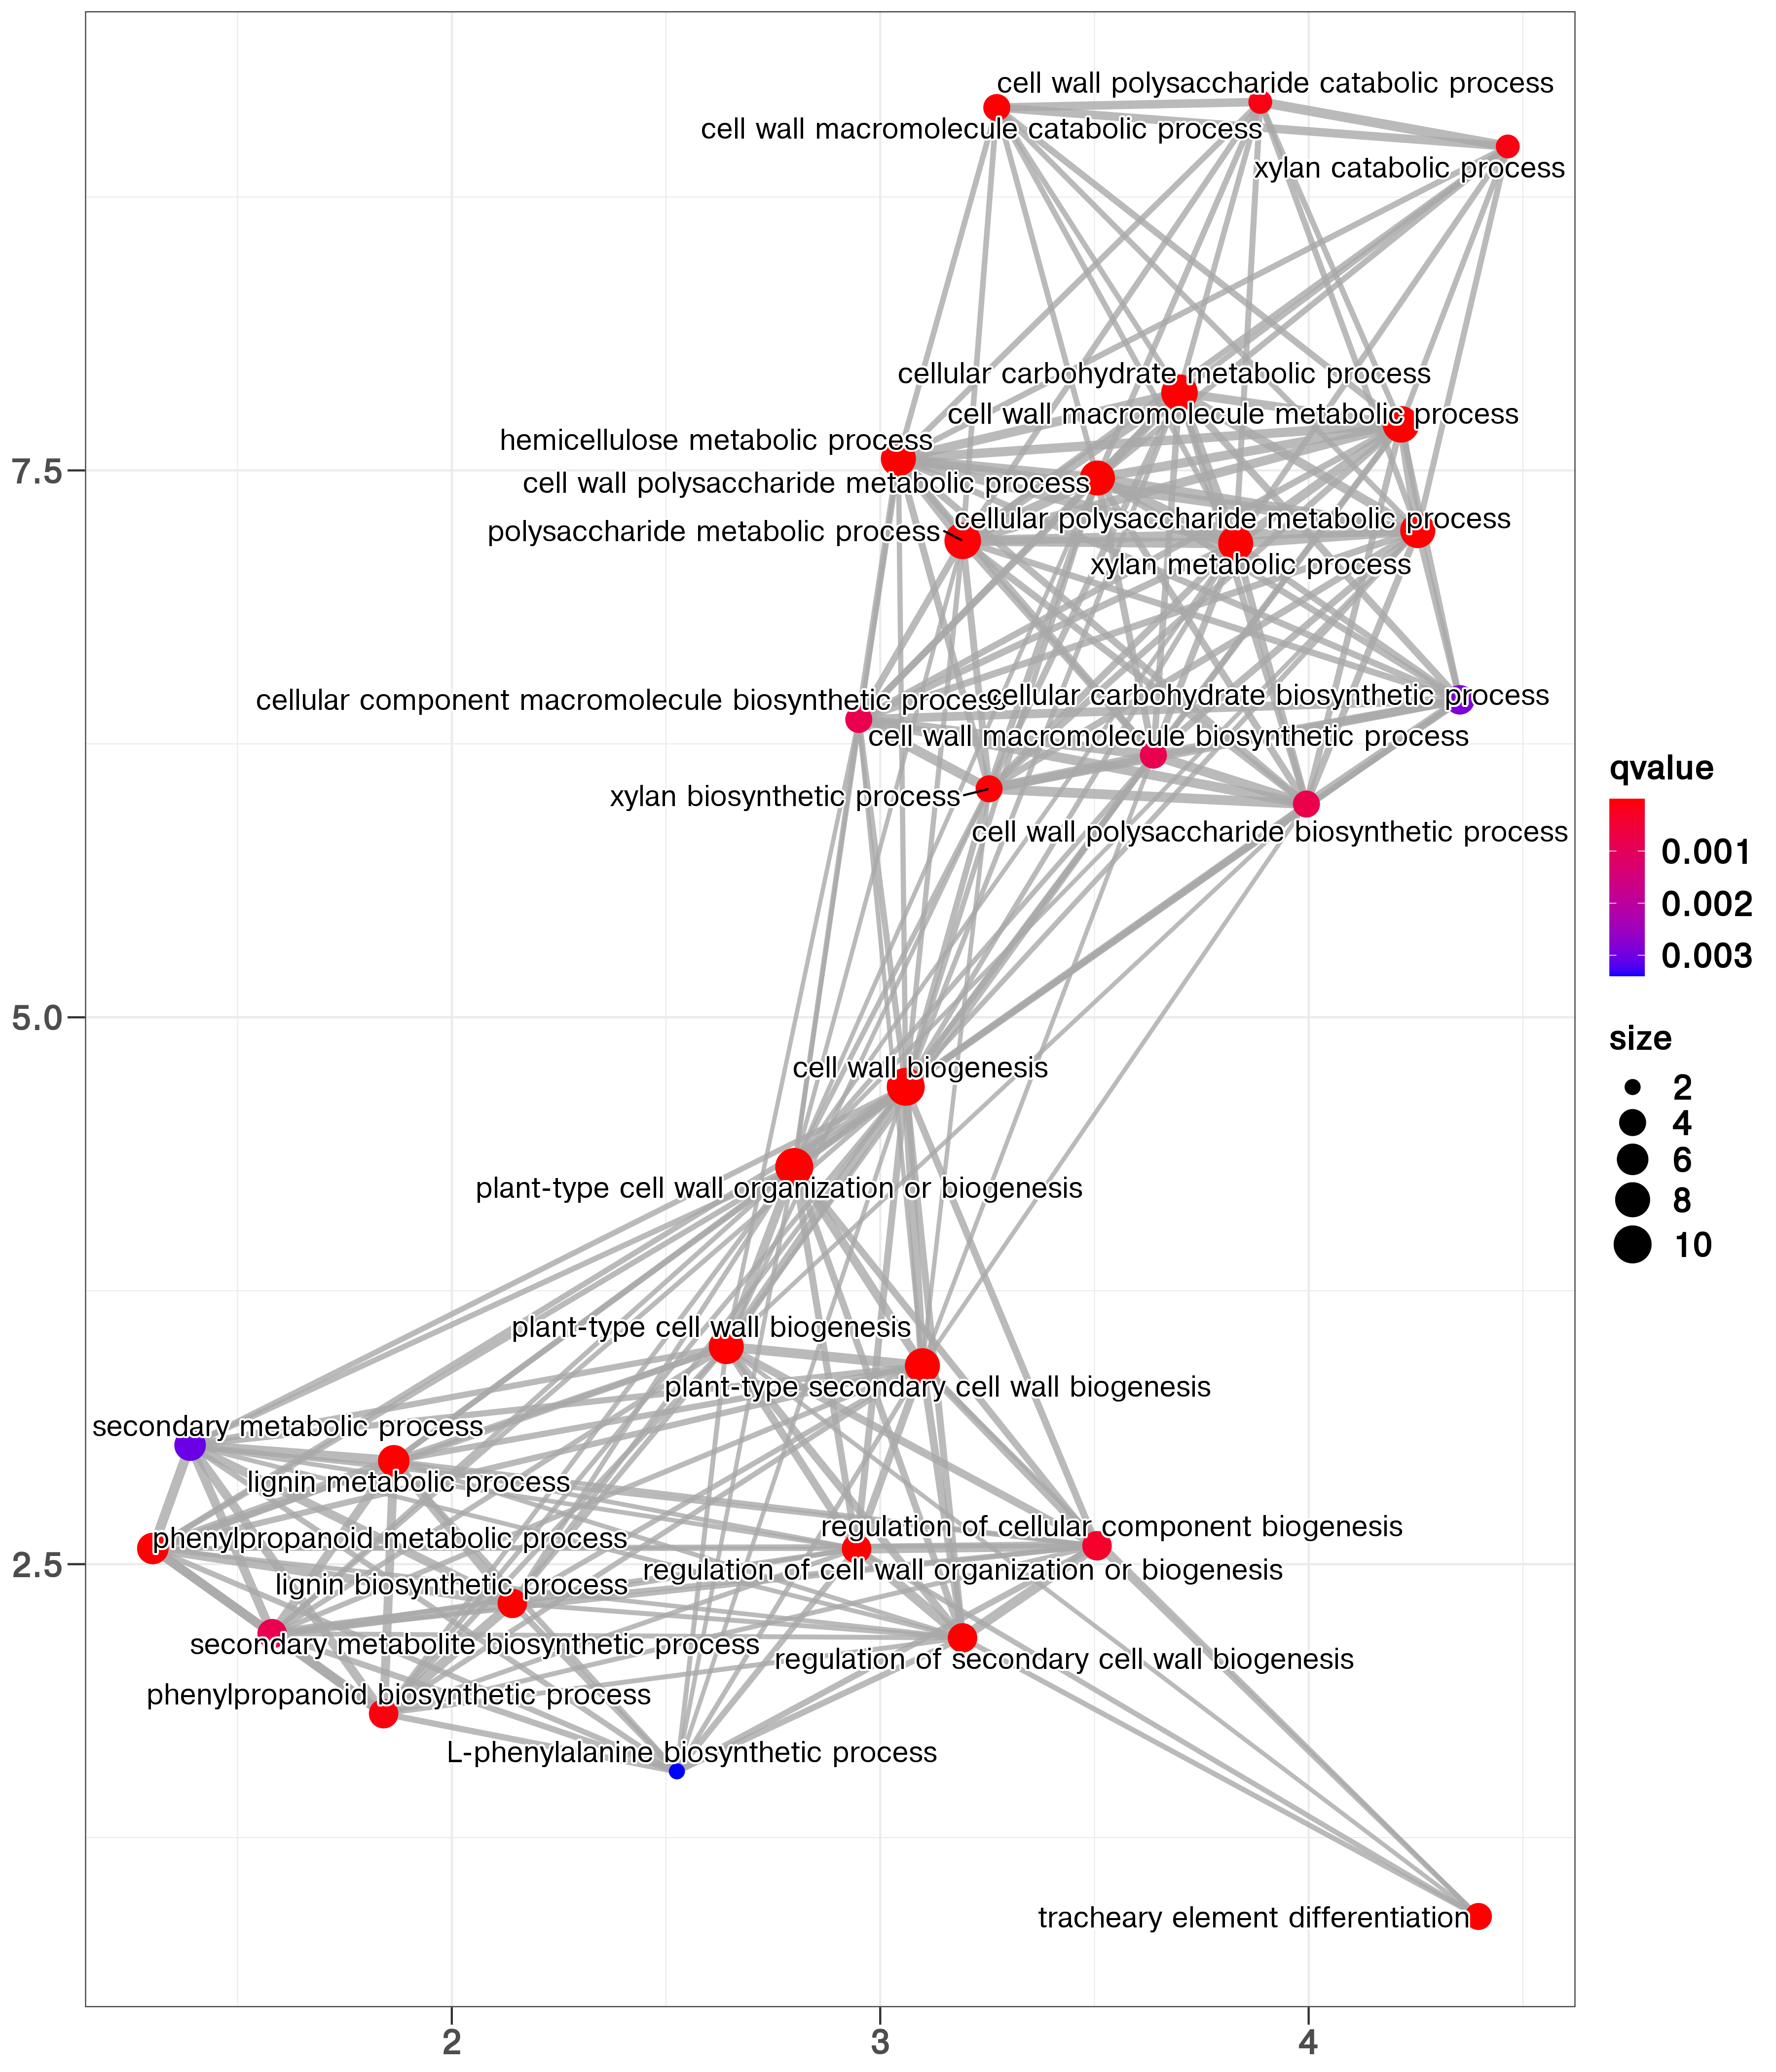 cell wall polysaccharide catabolic process
cell wall macromolecule catabolic process
xylan catabolic process
cellular carbohydrate metabolic process
cell wall macromolecule metabolic process
hemicellulose metabolic process
7.5
cell wall polysaccharide metabolic process
cellular polysaccharide metabolic process
polysaccharide metabolic process
xylan metabolic process
cellular component macromolecule biosynthetic process
cellular carbohydrate biosynthetic process
cell wall macromolecule biosynthetic process
xylan biosynthetic process
cell wall polysaccharide biosynthetic process
qvalue
0.001
0.002
0.003
5.0
size
2
4
6
8
10
cell wall biogenesis
plant-type cell wall organization or biogenesis
plant-type cell wall biogenesis
plant-type secondary cell wall biogenesis
secondary metabolic process
lignin metabolic process
regulation of cellular component biogenesis
phenylpropanoid metabolic process
2.5
regulation of cell wall organization or biogenesis
lignin biosynthetic process
secondary metabolite biosynthetic process
regulation of secondary cell wall biogenesis
phenylpropanoid biosynthetic process
L-phenylalanine biosynthetic process
tracheary element differentiation
2
3
4